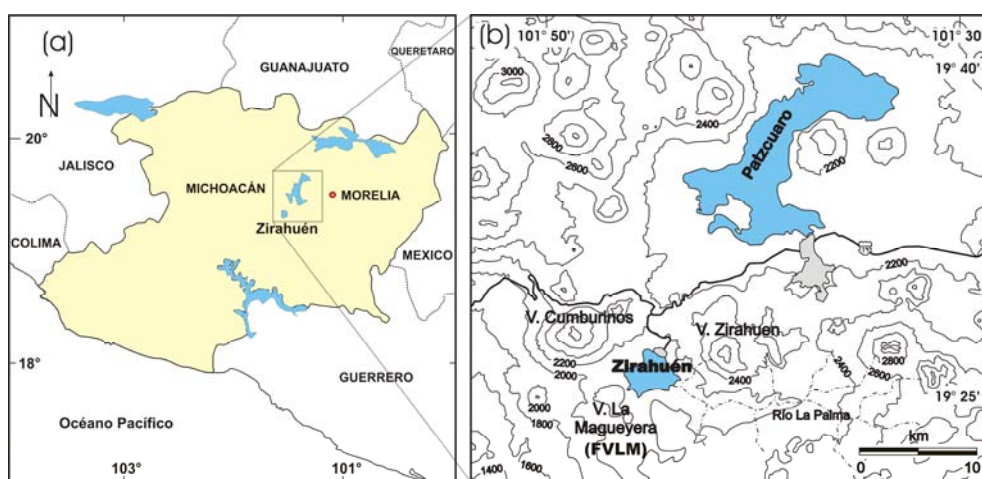 (a)
N
20°
18°
103°
101°
QUERETARO
GUANAJUATO
JALISCO
MICHOACÁN
MORELIA
Zirahuén
COLIMA
MEXICO
GUERRERO
Océano Pacífico
(b)
101° 50')
101° 30'
19° 40'
3000
2400
2800
2600
Patzcuaro
2200
2200
V. Cumburinos
V. Zirahuen
2200
2000
Zirahuén
2400
2400
2800
2600
19° 25'
2000
1800
V. La
Magueyera
(FVLM)
Río La Palma
1400
1600
km
0
10